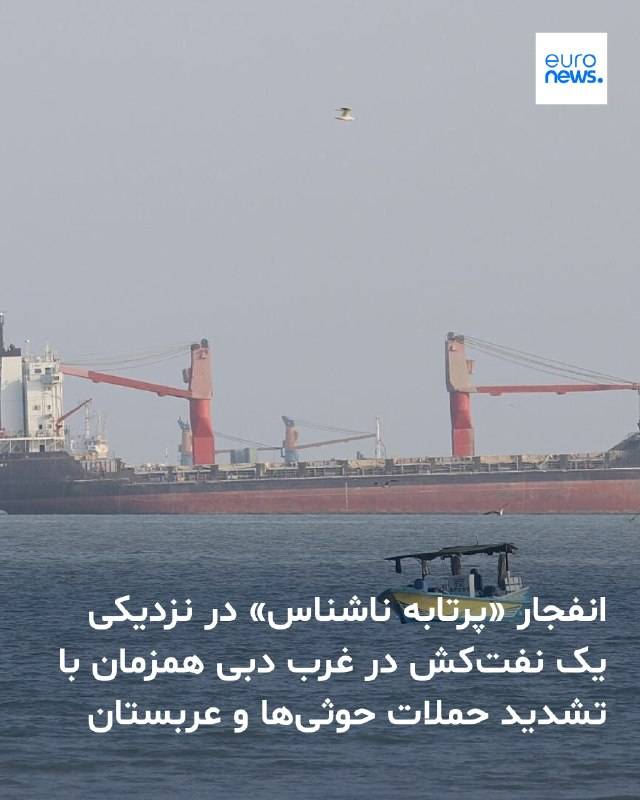 euro
news.
انفجار «پرتابه ناشناس» در نزدیکی
یک نفت‌کش در غرب دبی همزمان با
تشدید حملات حوثی‌ها و عربستان